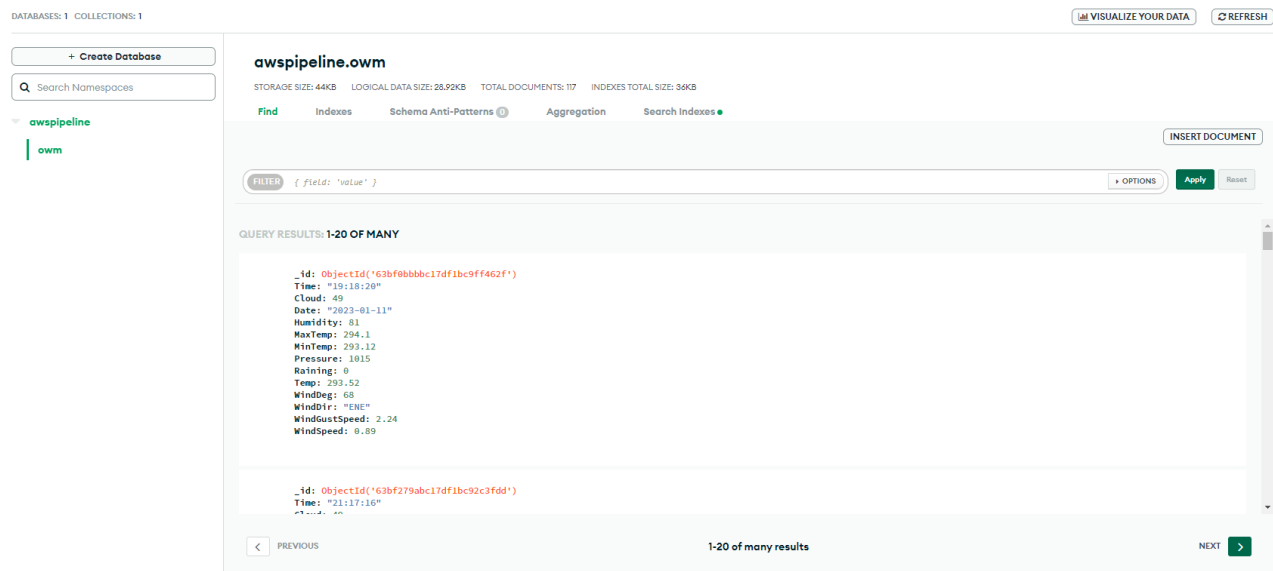 DATABASES: 1 COLLECTIONS: 1
VISUALIZE YOUR DATA
REFRESH
+ Create Database
Search Namespaces
awspipeline
owm
awspipeline.owm
STORAGE SIZE: 44KB LOGICAL DATA SIZE: 28.92KB TOTAL DOCUMENTS: 117 INDEXES TOTAL SIZE: 36KB
Find Indexes Schema Anti-Patterns 0 Aggregation Search Indexes
INSERT DOCUMENT
FILTER { field: 'value' } OPTIONS Apply Reset
QUERY RESULTS: 1-20 OF MANY
_id: ObjectId('63bf0bbbbc17df1bc9ff462f')
Time: "19:18:20"
Cloud: 49
Date: "2023-01-11"
Humidity: 81
MaxTemp: 294.1
MinTemp: 293.12
Pressure: 1015
Raining: 0
Temp: 293.52
WindDeg: 68
WindDir: "ENE"
WindGustSpeed: 2.24
WindSpeed: 0.89
_id: ObjectId('63bf279abc17df1bc92c3fdd')
Time: "21:17:16"
PREVIOUS 1-20 of many results NEXT